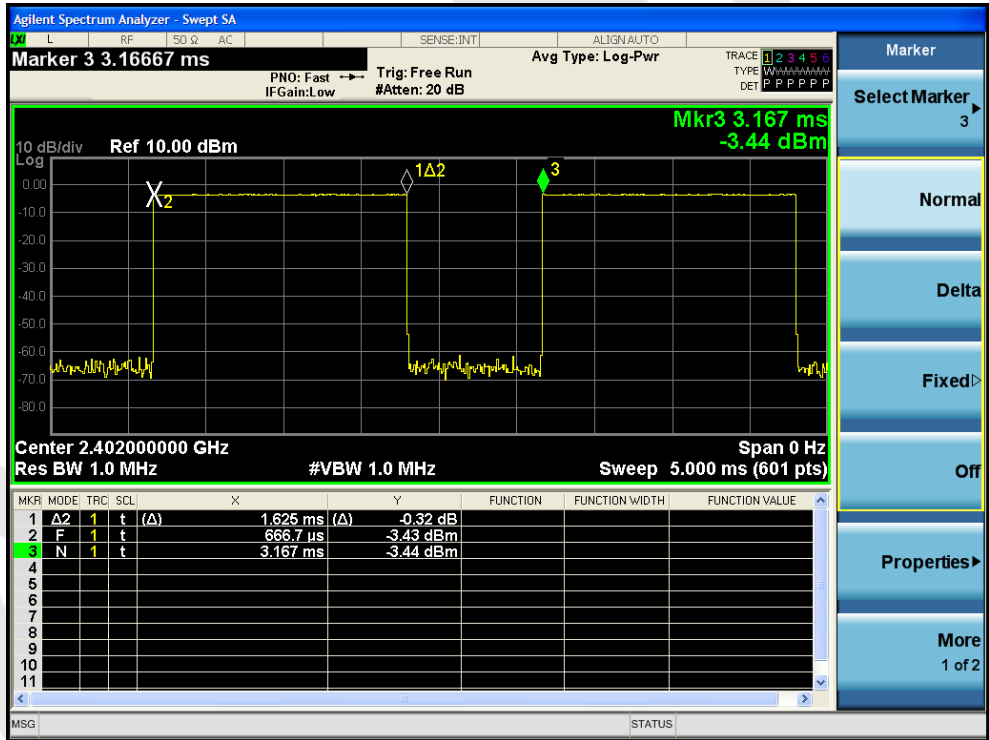 Agilent Spectrum Analyzer - Swept SA
LXI L RF 50 Ω AC SENSE:INT ALIGN AUTO
Marker 3 3.16667 ms
PNO: Fast
IFGain:Low
Trig: Free Run
#Atten: 20 dB
Avg Type: Log-Pwr
TRACE 1 2 3 4 5 6
TYPE WWWWWW
DET P P P P P P
Mkr3 3.167 ms
-3.44 dBm
10 dB/div Ref 10.00 dBm
Log
0.00
-10.0
-20.0
-30.0
-40.0
-50.0
-60.0
-70.0
-80.0
X2
1Δ2
3
Center 2.402000000 GHz Span 0 Hz
Res BW 1.0 MHz #VBW 1.0 MHz Sweep 5.000 ms (601 pts)
MKR MODE TRC SCL X Y FUNCTION FUNCTION WIDTH FUNCTION VALUE
1 Δ2 1 t (Δ) 1.625 ms (Δ) -0.32 dB
2 F 1 t 666.7 µs -3.43 dBm
3 N 1 t 3.167 ms -3.44 dBm
4
5
6
7
8
9
10
11
MSG STATUS
Marker
Select Marker
3
Normal
Delta
Fixed
Off
Properties
More
1 of 2